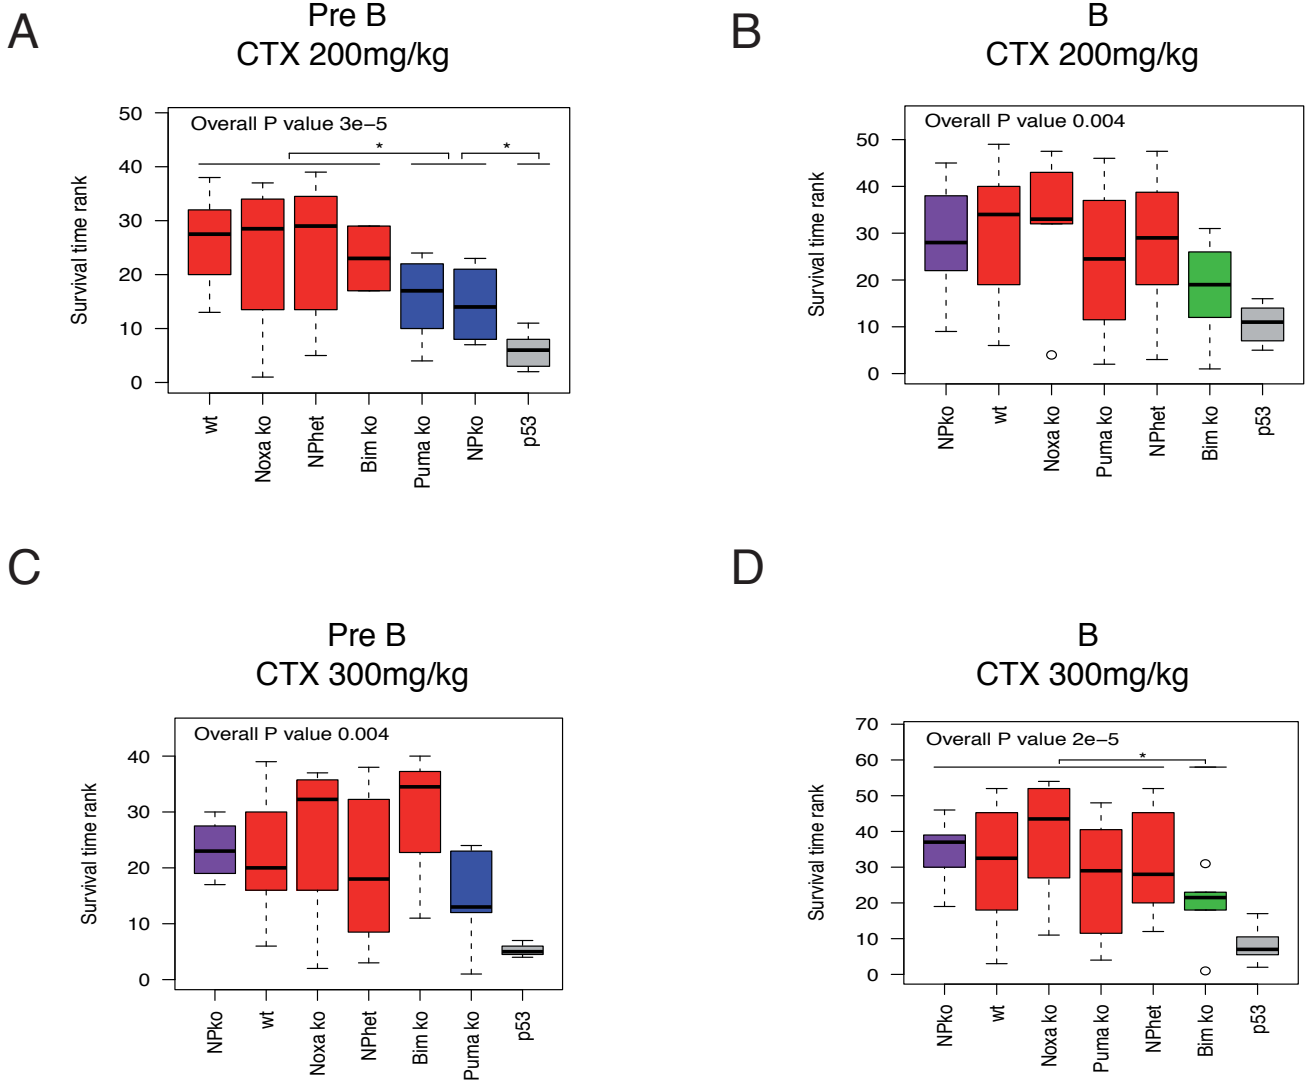 A
Pre B
CTX 200mg/kg
Overall P value 3e−5
* *
Survival time rank
50
40
30
20
10
0
wt Noxa ko NPhet Bim ko Puma ko NPko p53
B
B
CTX 200mg/kg
Overall P value 0.004
Survival time rank
50
40
30
20
10
0
NPko wt Noxa ko Puma ko NPhet Bim ko p53
C
Pre B
CTX 300mg/kg
Overall P value 0.004
Survival time rank
40
30
20
10
0
NPko wt Noxa ko NPhet Bim ko Puma ko p53
D
B
CTX 300mg/kg
Overall P value 2e−5
*
Survival time rank
70
60
50
40
30
20
10
0
NPko wt Noxa ko Puma ko NPhet Bim ko p53